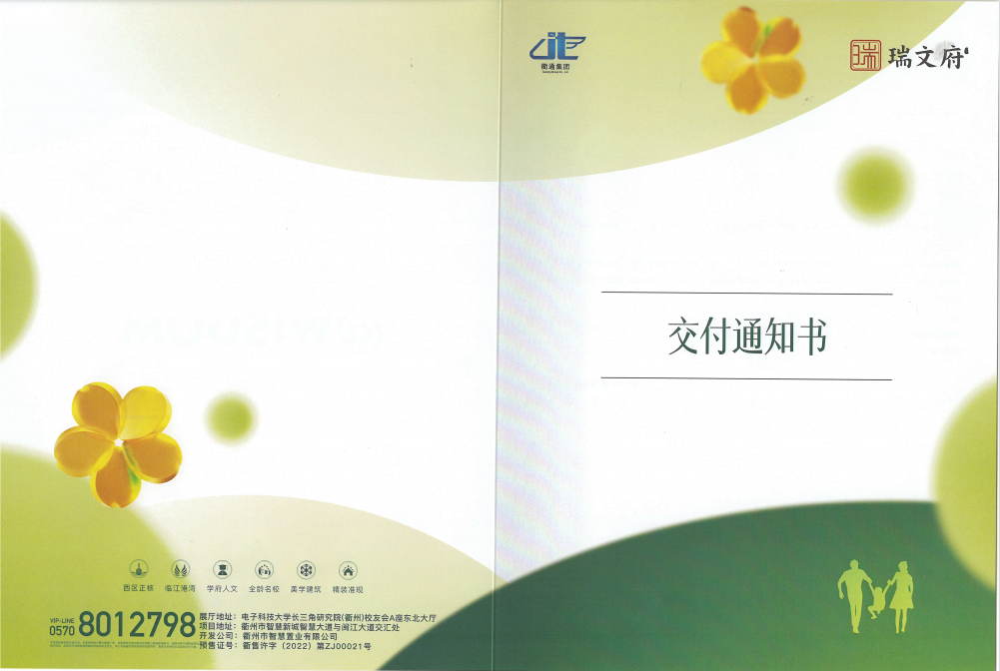 衢通集团
瑞 瑞文府
交付通知书
西区正核 临江港湾 学府人文 全龄名校 美学建筑 精装准现
VIP-LINE
0570 80127​98
展厅地址：电子科技大学长三角研究院(衢州)校友会A座东北大厅
项目地址：衢州市智慧新城智慧大道与闽江大道交汇处
开发公司：衢州市智慧置业有限公司
预售证号：衢售许字（2022）第ZJ00021号